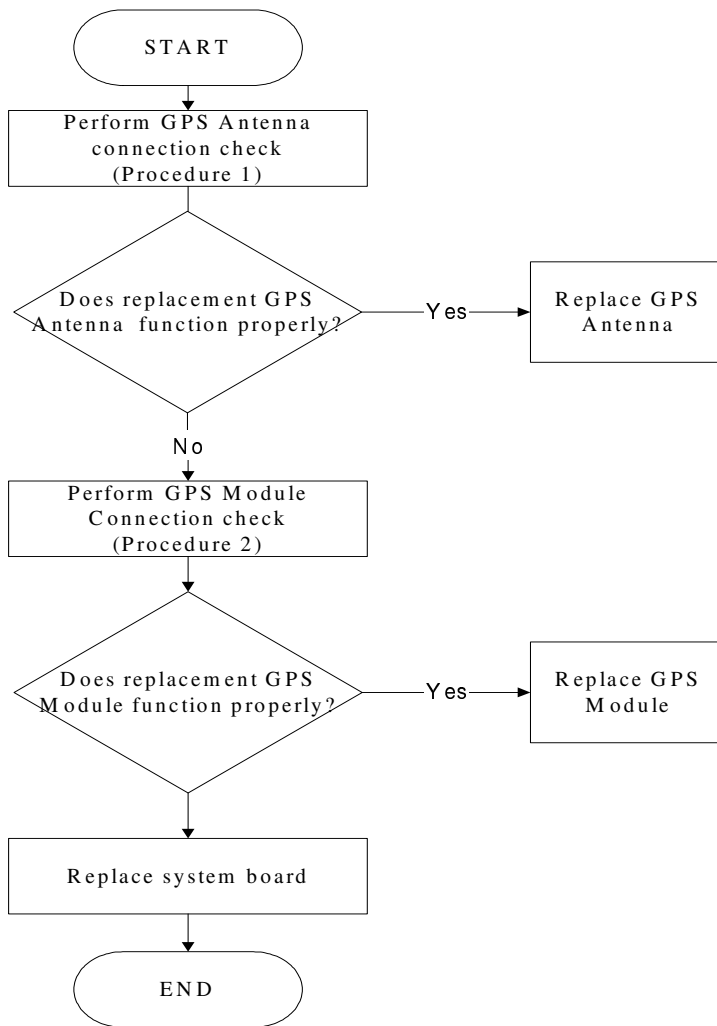 START
Perform GPS Antenna
connection check
(Procedure 1)
Does replacement GPS
Antenna function properly?
Yes
Replace GPS
Antenna
No
Perform GPS Module
Connection check
(Procedure 2)
Does replacement GPS
Module function properly?
Yes
Replace GPS
Module
Replace system board
END